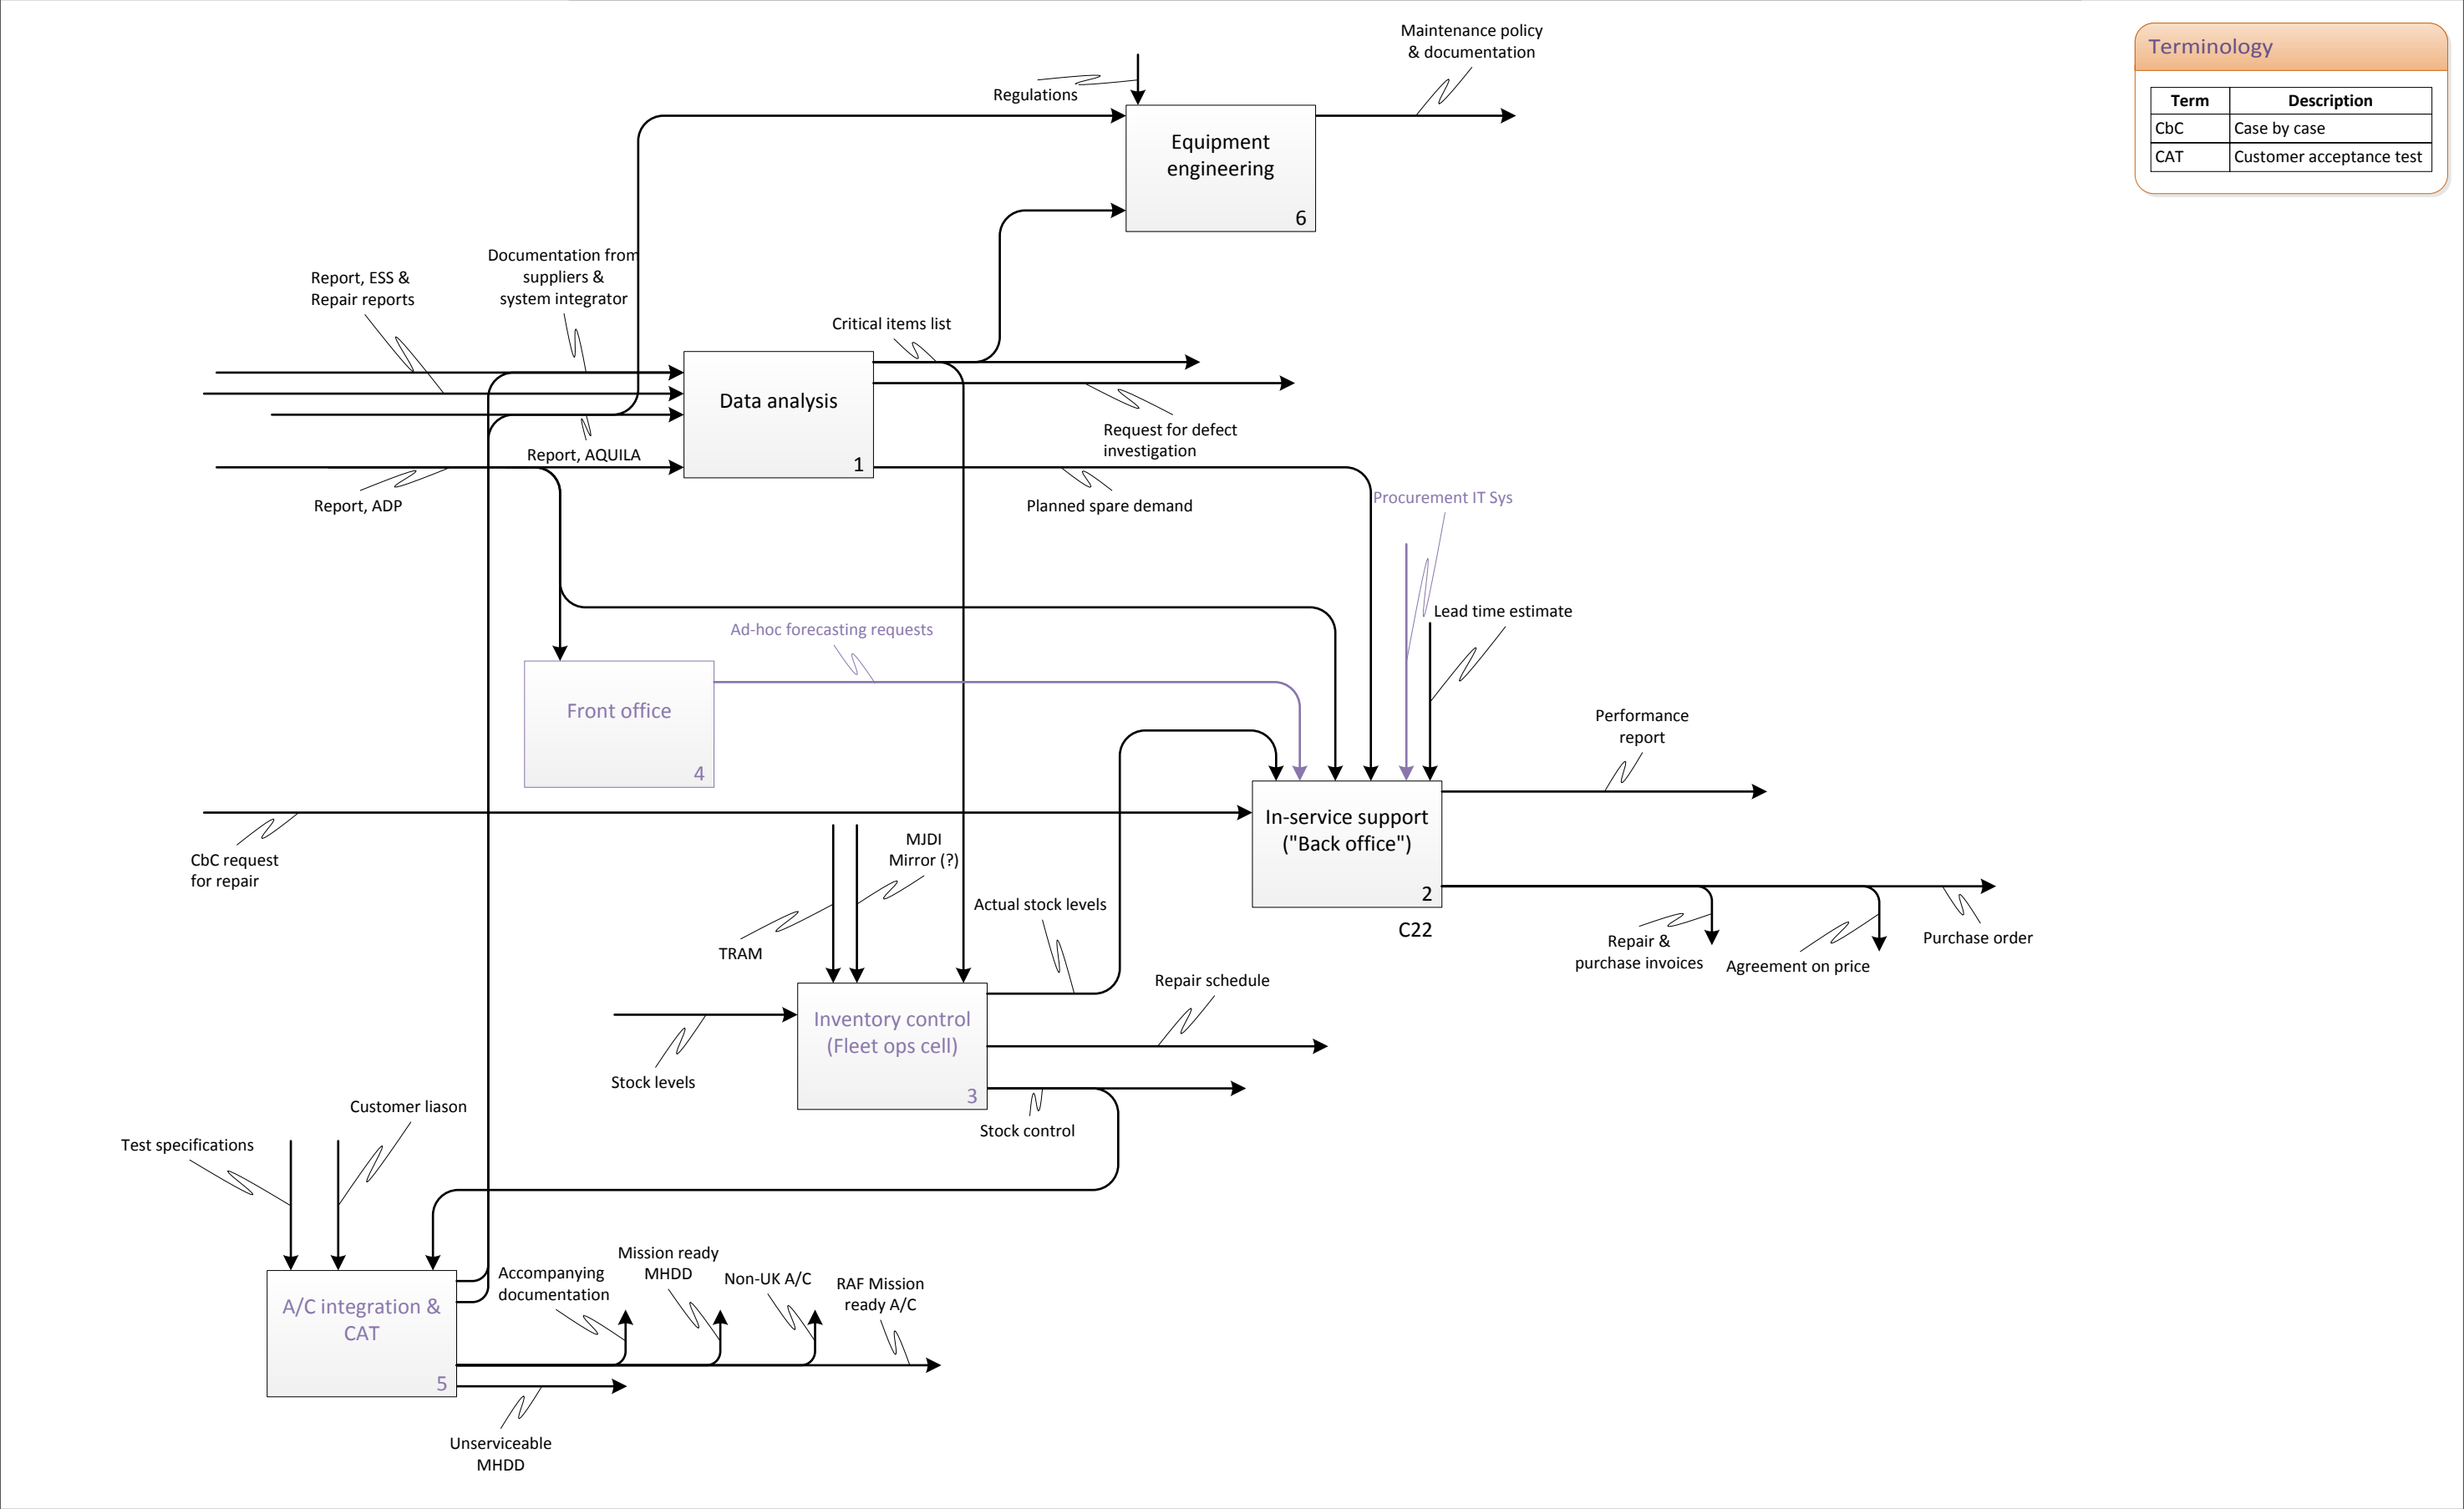 Maintenance policy
& documentation
Terminology
Term Description
CbC Case by case
CAT Customer acceptance test
Regulations
Equipment
engineering
6
Documentation from
suppliers &
system integrator
Report, ESS &
Repair reports
Critical items list
Data analysis
1
Request for defect
investigation
Report, AQUILA
Report, ADP
Planned spare demand
Procurement IT Sys
Lead time estimate
Ad-hoc forecasting requests
Front office
4
Performance
report
In-service support
("Back office")
2
C22
CbC request
for repair
MJDI
Mirror (?)
TRAM
Actual stock levels
Repair &
purchase invoices
Agreement on price
Purchase order
Repair schedule
Inventory control
(Fleet ops cell)
3
Stock levels
Stock control
Customer liason
Test specifications
A/C integration &
CAT
5
Accompanying
documentation
Mission ready
MHDD
Non-UK A/C
RAF Mission
ready A/C
Unserviceable
MHDD